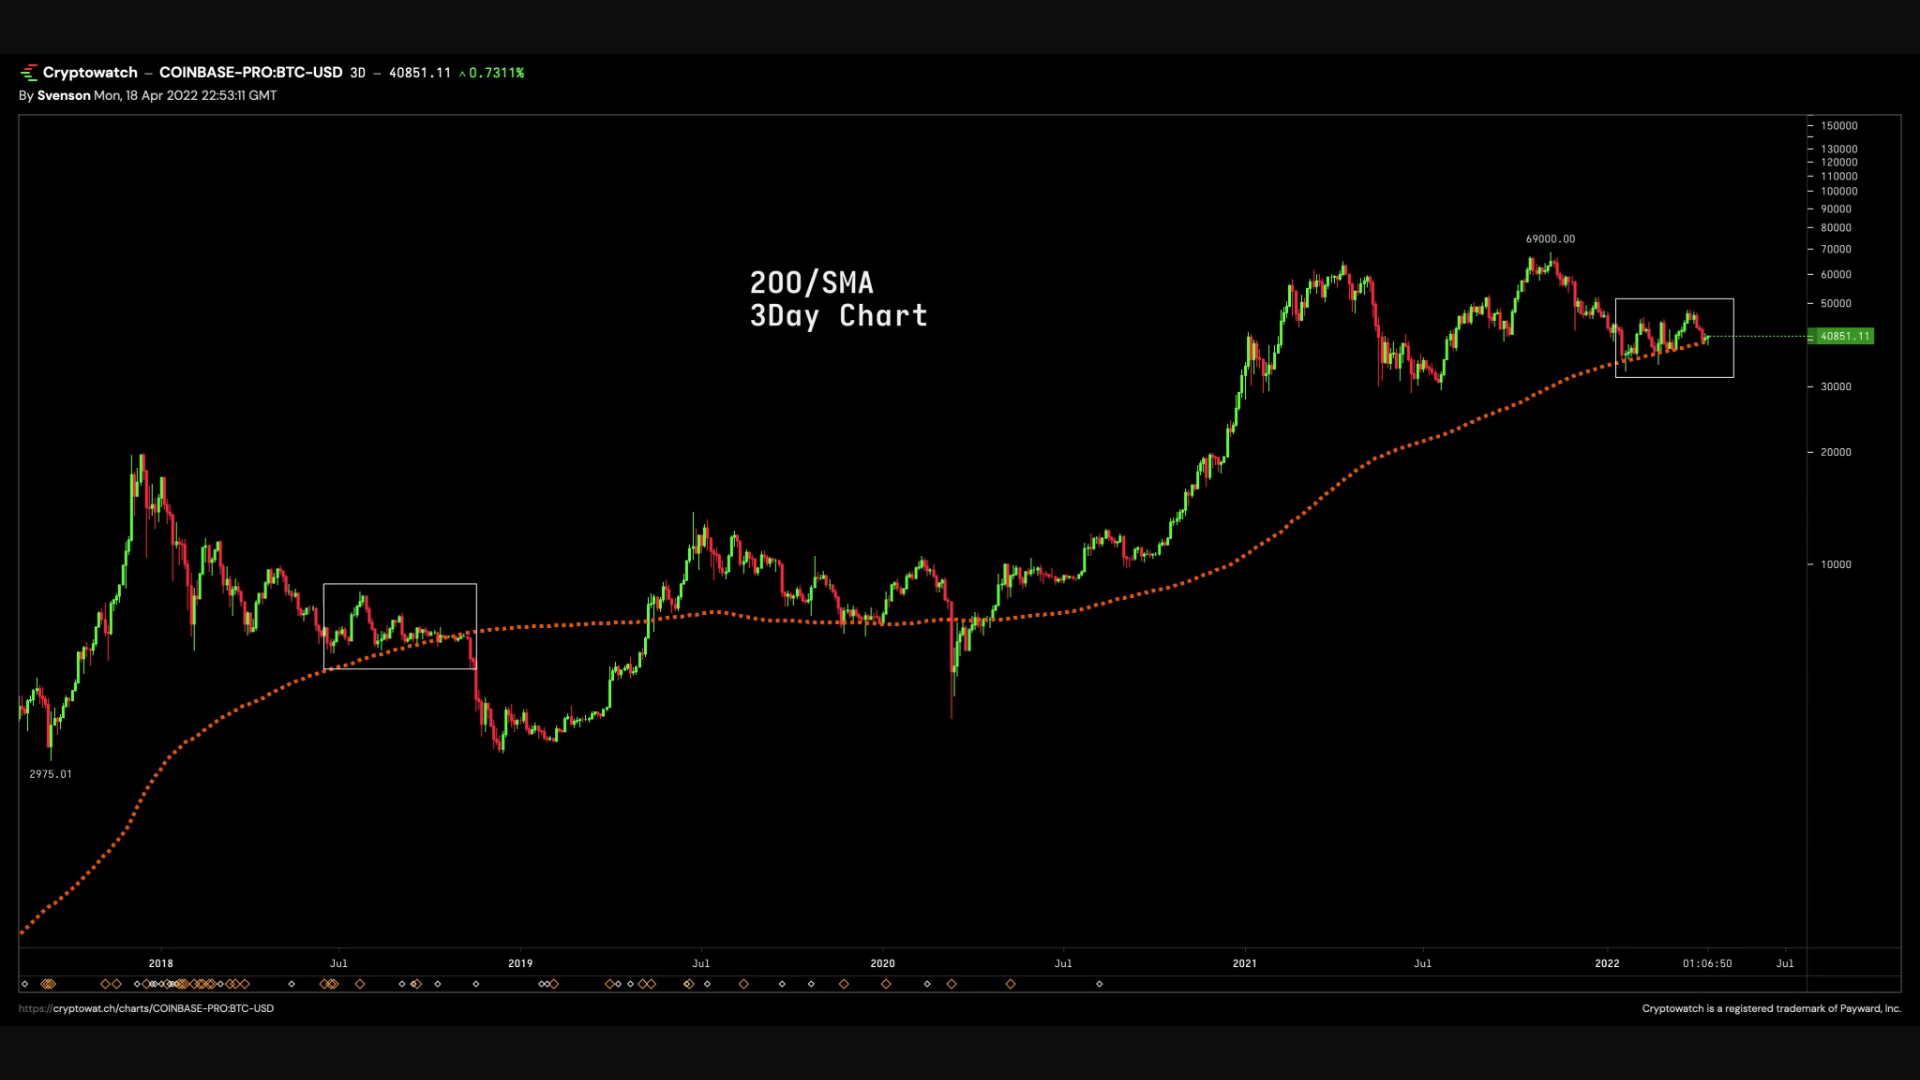 Cryptowatch – COINBASE-PRO:BTC-USD 3D – 40851.11 ^0.7311%
By Svenson Mon, 18 Apr 2022 22:53:11 GMT
150000
130000
120000
110000
100000
90000
80000
69000.00
70000
200/SMA
60000
3Day Chart
50000
40851.11
30000
20000
10000
2975.01
2018 Jul 2019 Jul 2020 Jul 2021 Jul 2022 01:06:50 Jul
https://cryptowat.ch/charts/COINBASE-PRO:BTC-USD
Cryptowatch is a registered trademark of Payward, Inc.